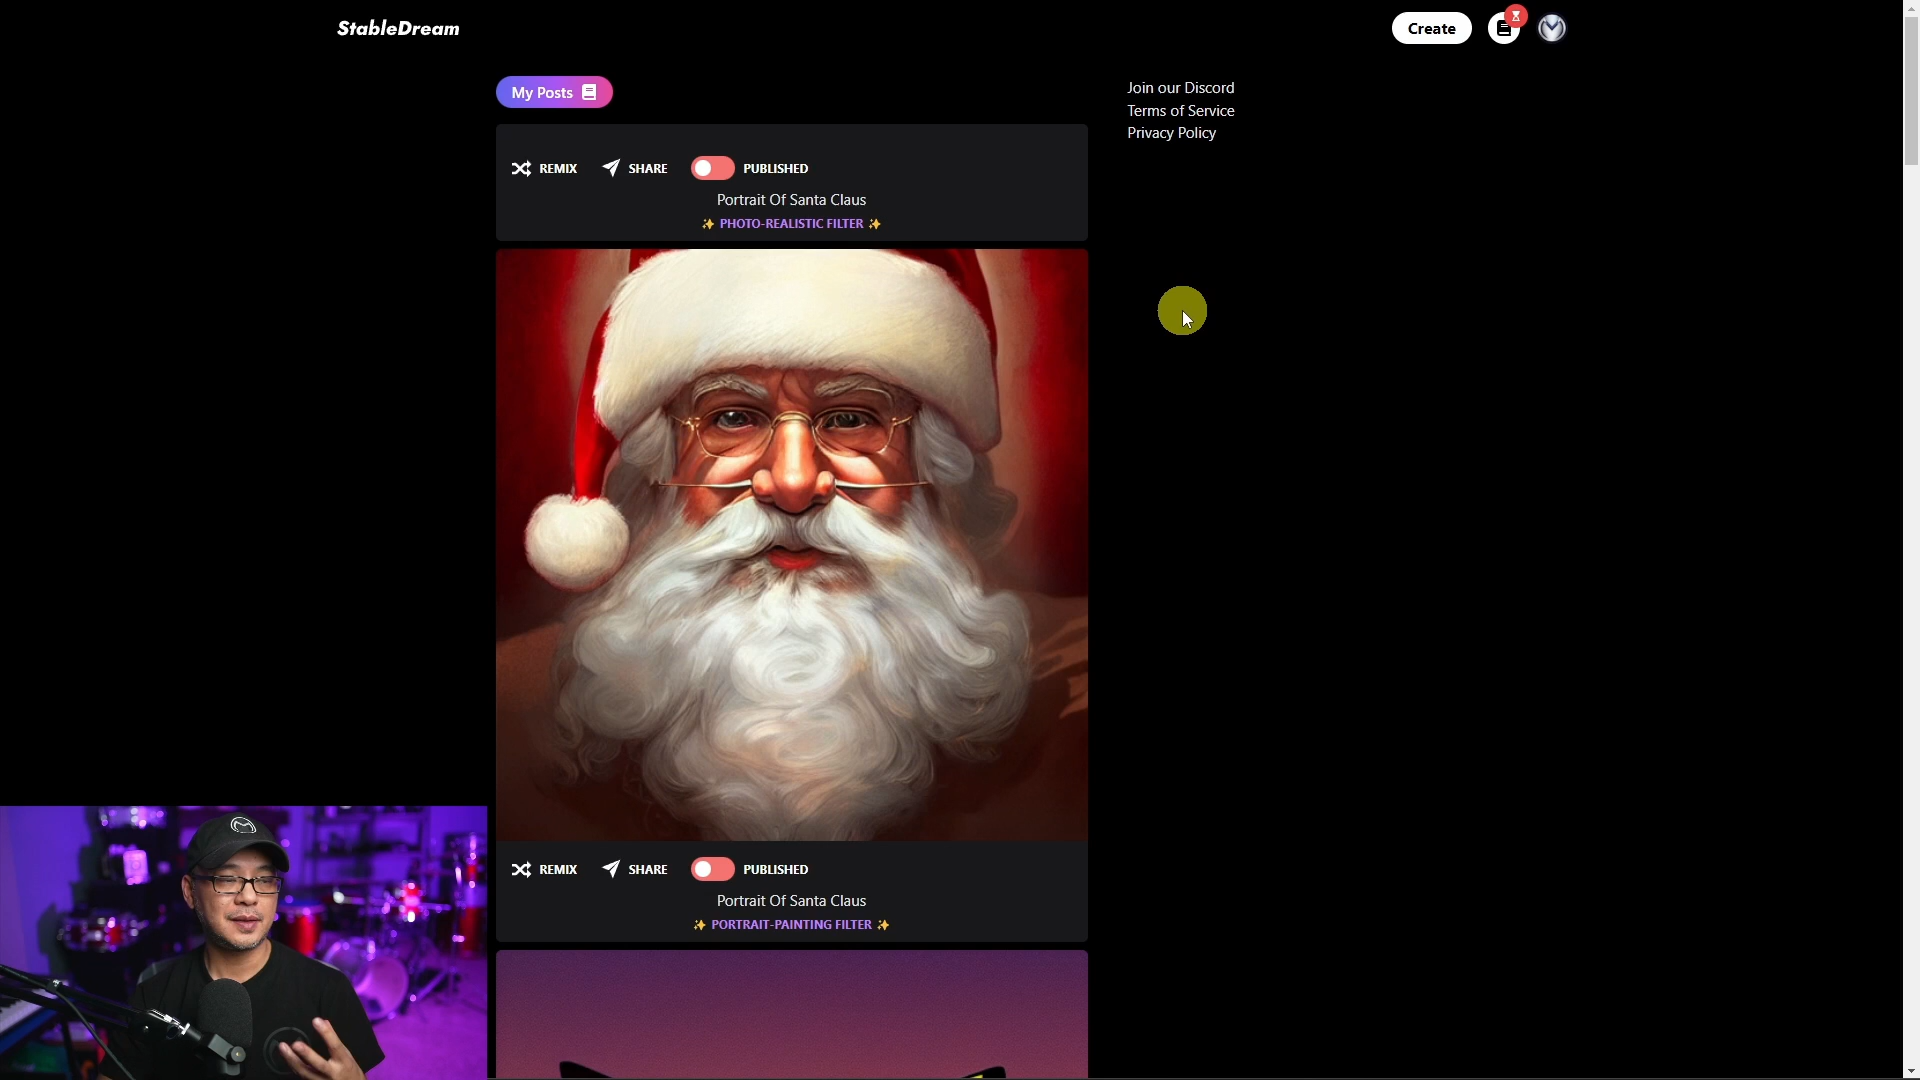 StableDream
Create
My Posts
Join our Discord
Terms of Service
Privacy Policy
REMIX SHARE PUBLISHED
Portrait Of Santa Claus
✨ PHOTO-REALISTIC FILTER ✨
REMIX SHARE PUBLISHED
Portrait Of Santa Claus
✨ PORTRAIT-PAINTING FILTER ✨